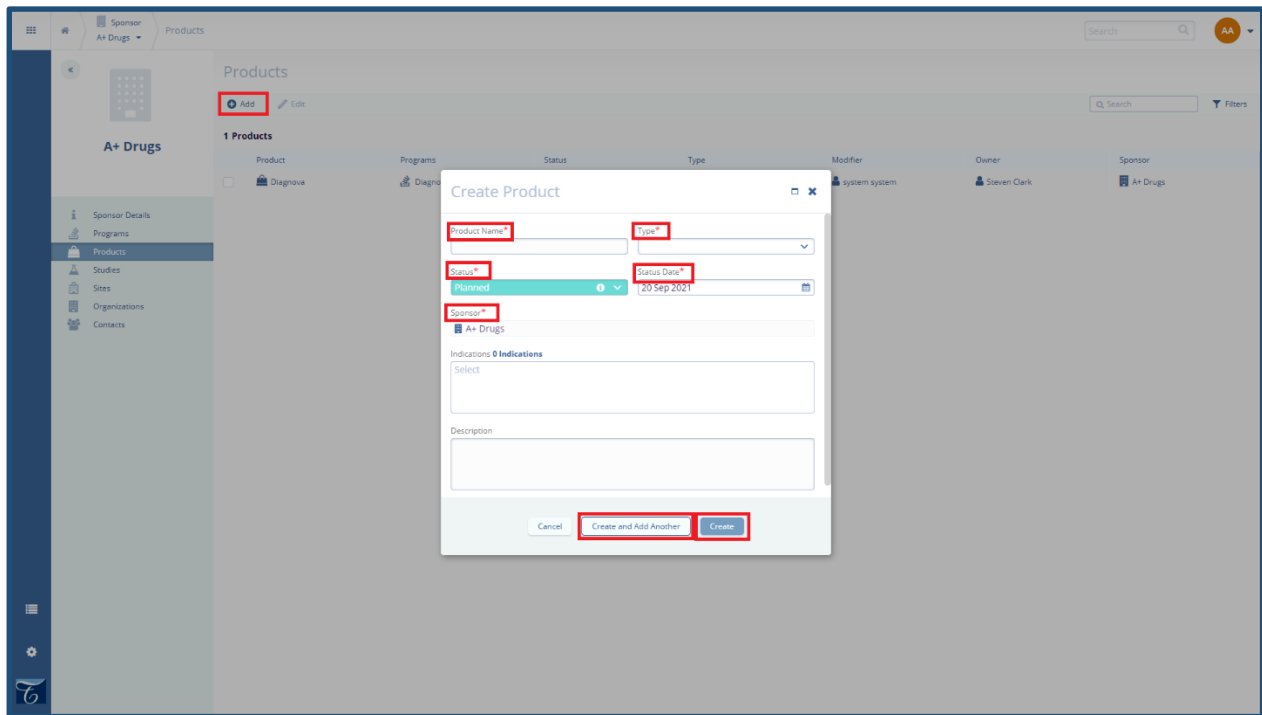 Sponsor
A+ Drugs
Products
Search
AA
A+ Drugs
Sponsor Details
Programs
Products
Studies
Sites
Organizations
Contacts
Products
Add Edit
Search Filters
1 Products
Product Programs Status Type Modifier Owner Sponsor
Diagnova Diagno system system Steven Clark A+ Drugs
Create Product
Product Name* Type*
Status* Status Date*
Planned 20 Sep 2021
Sponsor*
A+ Drugs
Indications 0 Indications
Select
Description
Cancel Create and Add Another Create